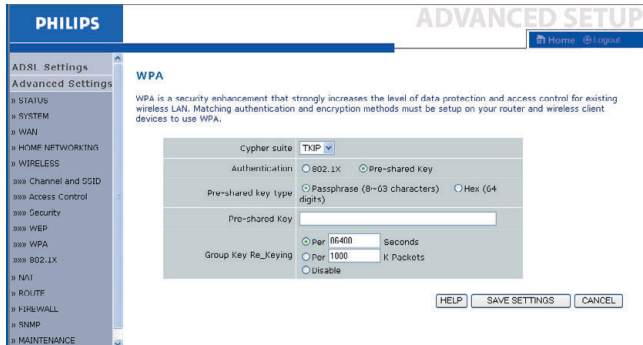 PHILIPS
ADVANCED SETUP
Home Logout
ADSL Settings
Advanced Settings
» STATUS
» SYSTEM
» WAN
» HOME NETWORKING
» WIRELESS
»»» Channel and SSID
»»» Access Control
»»» Security
»»» WEP
»»» WPA
»»» 802.1X
» NAT
» ROUTE
» FIREWALL
» SNMP
» MAINTENANCE
WPA
WPA is a security enhancement that strongly increases the level of data protection and access control for existing
wireless LAN. Matching authentication and encryption methods must be setup on your router and wireless client
devices to use WPA.
Cypher suite TKIP
Authentication 802.1X Pre-shared Key
Pre-shared key type Passphrase (8~63 characters) Hex (64
digits)
Pre-shared Key
Group Key Re_Keying
Per 86400 Seconds
Per 1000 K Packets
Disable
HELP SAVE SETTINGS CANCEL